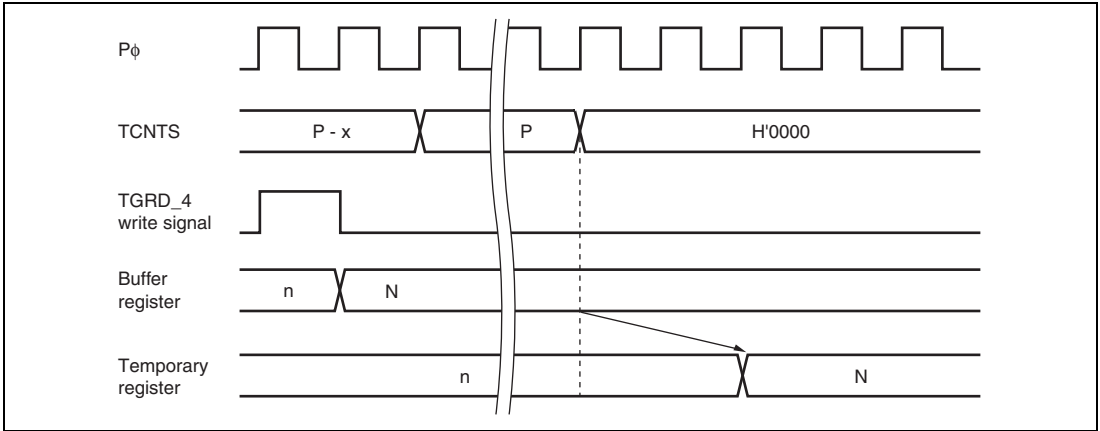 Pϕ
TCNTS
P - x
P
H'0000
TGRD_4
write signal
Buffer
register
n
N
Temporary
register
n
N